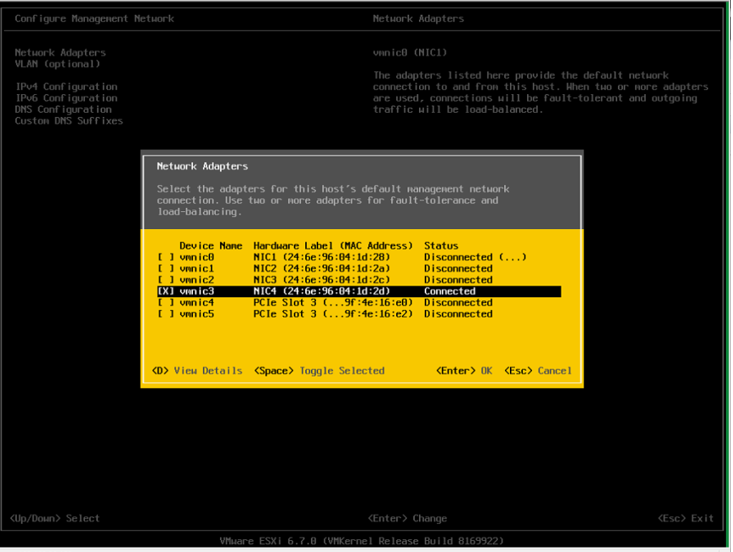 Configure Management Network
Network Adapters
Network Adapters
VLAN (optional)
IPv4 Configuration
IPv6 Configuration
DNS Configuration
Custom DNS Suffixes
vmnic0 (NIC1)
The adapters listed here provide the default network
connection to and from this host. When two or more adapters
are used, connections will be fault-tolerant and outgoing
traffic will be load-balanced.
Network Adapters
Select the adapters for this host's default management network
connection. Use two or more adapters for fault-tolerance and
load-balancing.
Device Name Hardware Label (MAC Address) Status
[ ] vmnic0 NIC1 (24:6e:96:04:1d:28) Disconnected (...)
[ ] vmnic1 NIC2 (24:6e:96:04:1d:2a) Disconnected
[ ] vmnic2 NIC3 (24:6e:96:04:1d:2c) Disconnected
[X] vmnic3 NIC4 (24:6e:96:04:1d:2d) Connected
[ ] vmnic4 PCIe Slot 3 (...9f:4e:16:e0) Disconnected
[ ] vmnic5 PCIe Slot 3 (...9f:4e:16:e2) Disconnected
<D> View Details <Space> Toggle Selected <Enter> OK <Esc> Cancel
<Up/Down> Select <Enter> Change <Esc> Exit
VMware ESXi 6.7.0 (VMKernel Release Build 8169922)